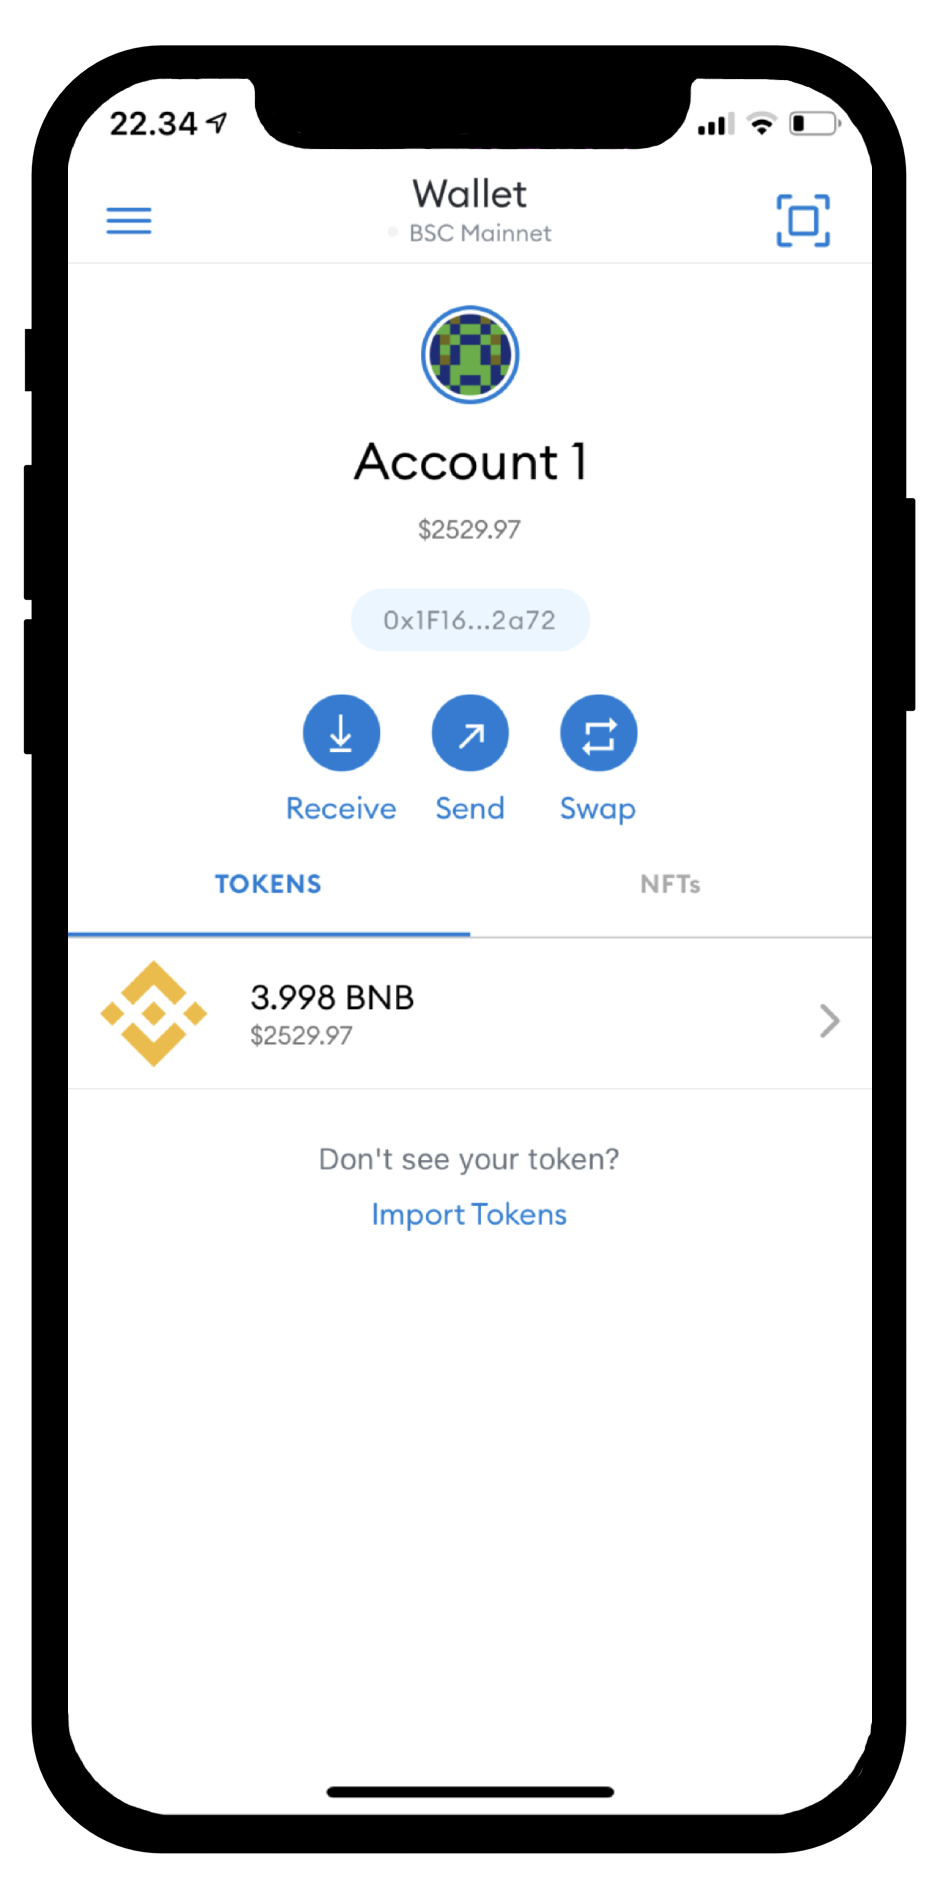 22.34
Wallet
BSC Mainnet
Account 1
$2529.97
0x1F16...2a72
Receive Send Swap
TOKENS NFTs
3.998 BNB
$2529.97
Don't see your token?
Import Tokens